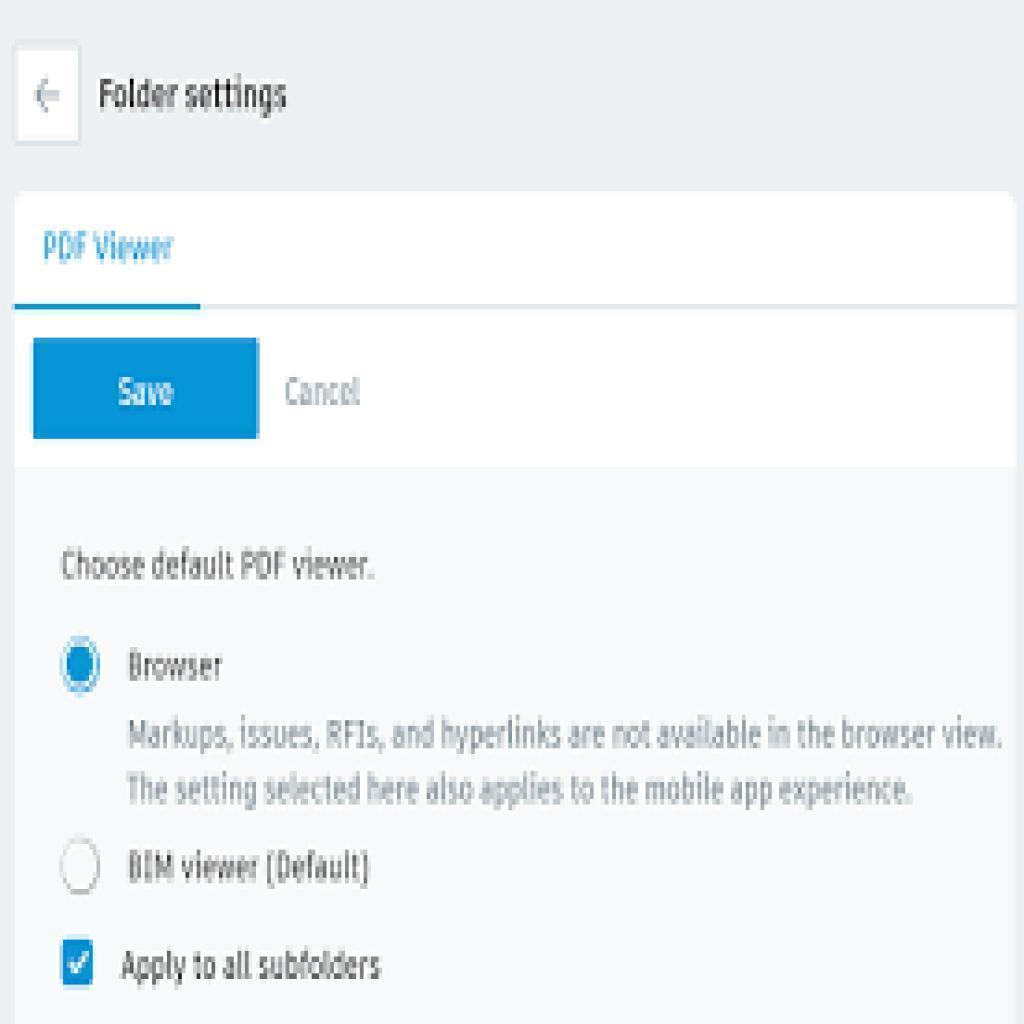 Folder settings
PDF Viewer
Save Cancel
Choose default PDF viewer.
Browser
Markups, issues, RFIs, and hyperlinks are not available in the browser view.
The setting selected here also applies to the mobile app experience.
BIM viewer (Default)
Apply to all subfolders